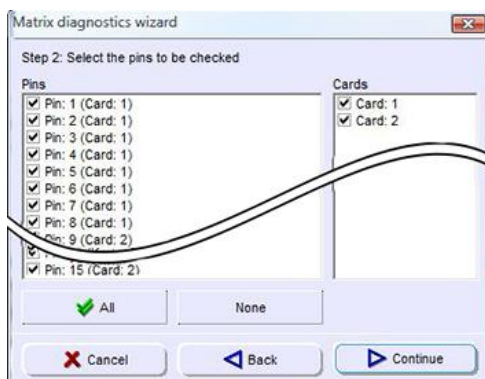 Matrix diagnostics wizard
Step 2: Select the pins to be checked
Pins
Pin: 1 (Card: 1)
Pin: 2 (Card: 1)
Pin: 3 (Card: 1)
Pin: 4 (Card: 1)
Pin: 5 (Card: 1)
Pin: 6 (Card: 1)
Pin: 7 (Card: 1)
Pin: 8 (Card: 1)
Pin: 9 (Card: 2)
Pin: 15 (Card: 2)
Cards
Card: 1
Card: 2
All
None
Cancel
Back
Continue